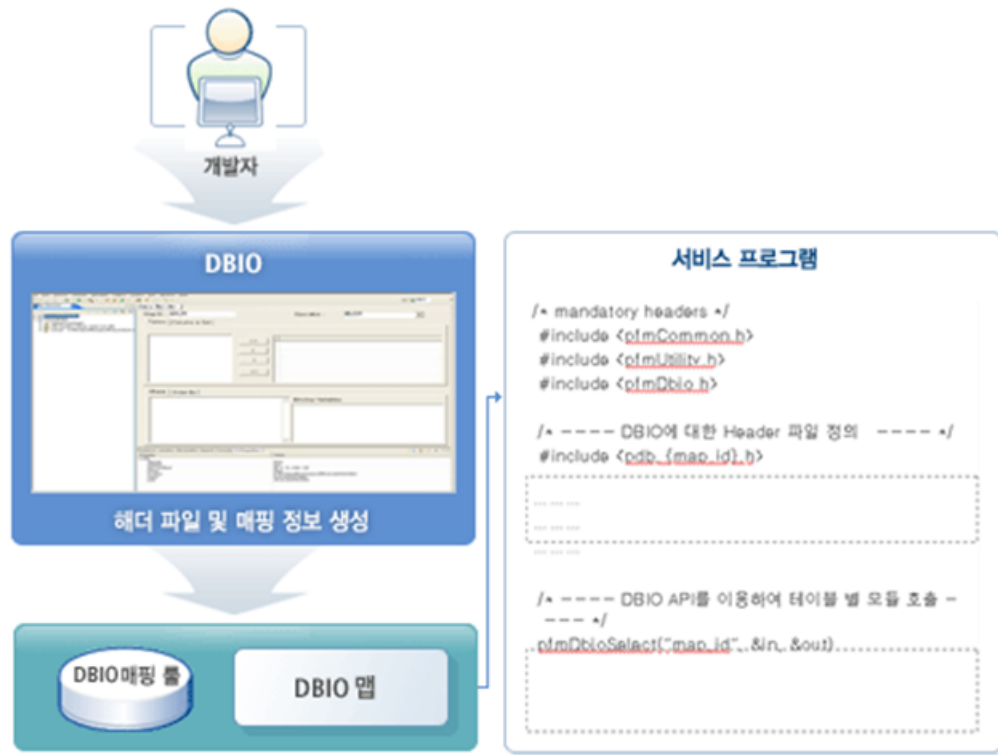 개발자
DBIO
해더 파일 및 매핑 정보 생성
DBIO매핑 룰
DBIO 맵
서비스 프로그램
/* mandatory headers */
#include <pfmCommon.h>
#include <pfmUtility.h>
#include <pfmDbio.h>
/* ---- DBIO에 대한 Header 파일 정의 ---- */
#include <pdb_{map_id}.h>
... ... ...
... ... ...
... ... ...
/* ---- DBIO API를 이용하여 테이블 별 모듈 호출 -
--- */
pfmDbioSelect("map_id", &in, &out)